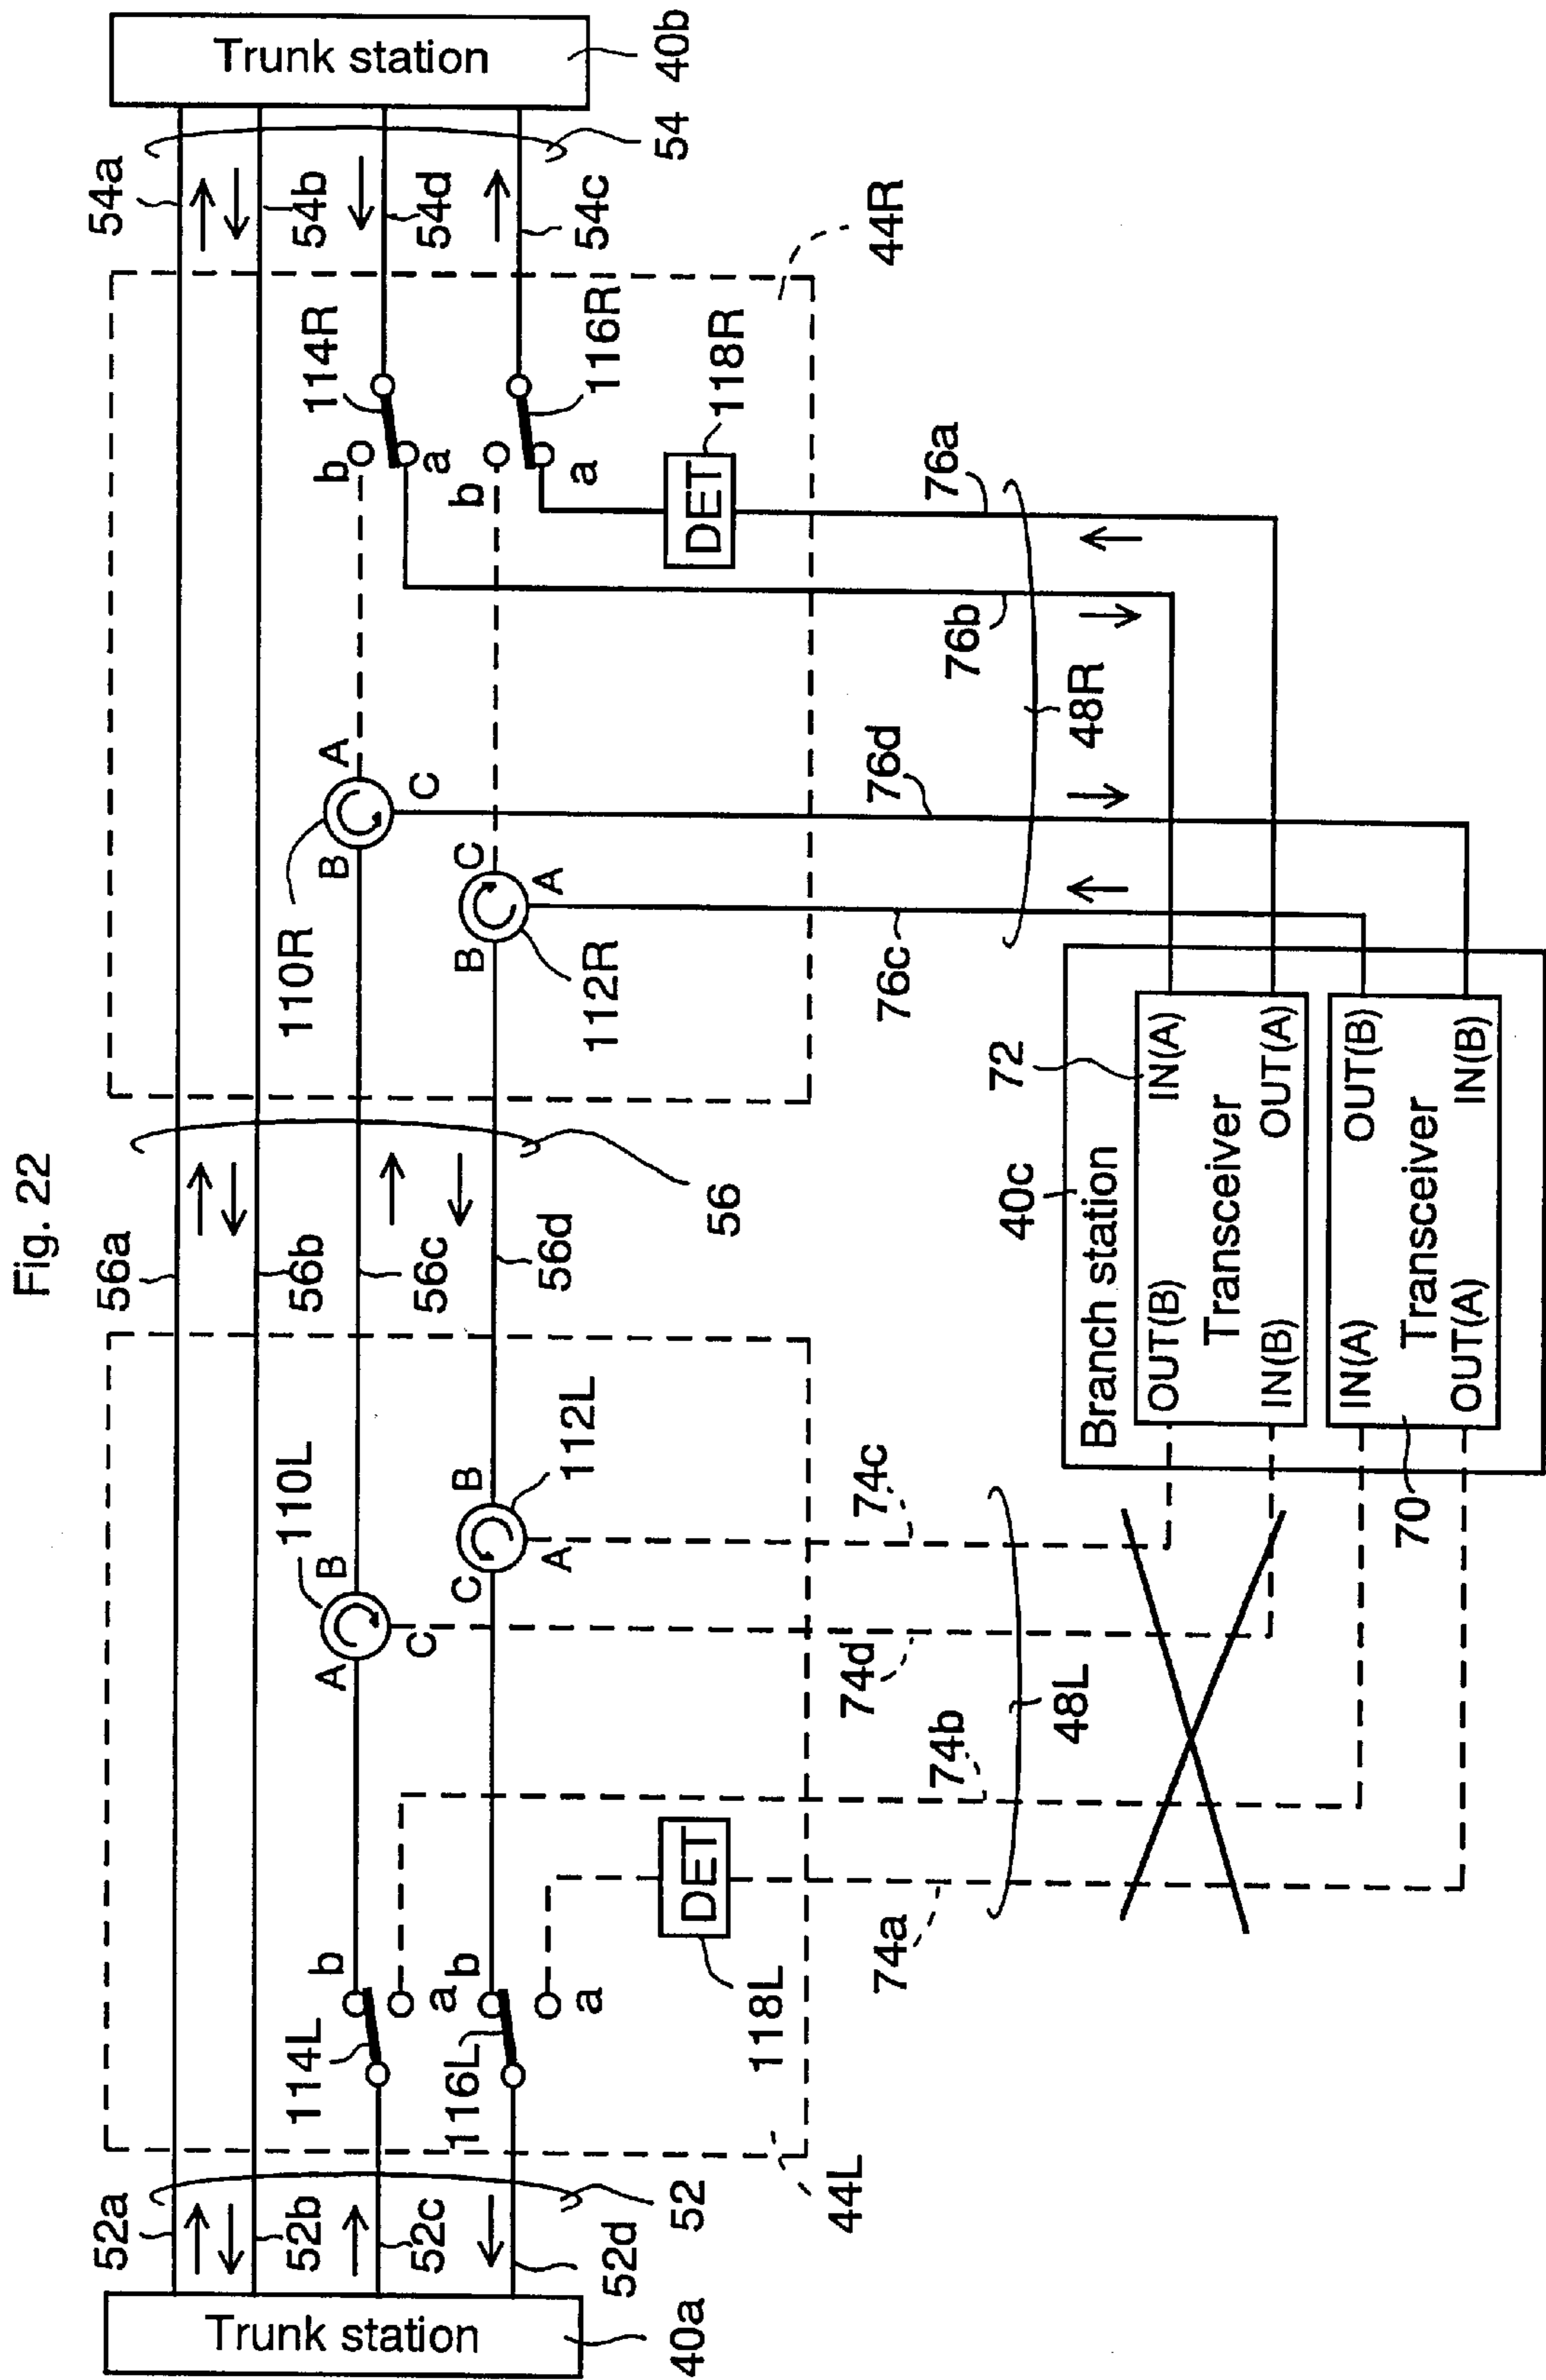 Fig. 22
Trunk station
40a
52a
52b
52c
52d
52
44L
114L
b
a
116L
b
a
118L
DET
110L
A
B
C
112L
C
B
A
74a
74b
74d
74c
48L
56a
56b
56c
56d
56
110R
B
A
C
112R
B
C
A
114R
b
a
116R
b
a
118R
DET
44R
54a
54b
54d
54c
54
Trunk station
40b
76c
76d
76b
76a
48R
Branch station
40c
72
OUT(B)
IN(A)
Transceiver
IN(B)
OUT(A)
70
IN(A)
OUT(B)
Transceiver
OUT(A)
IN(B)